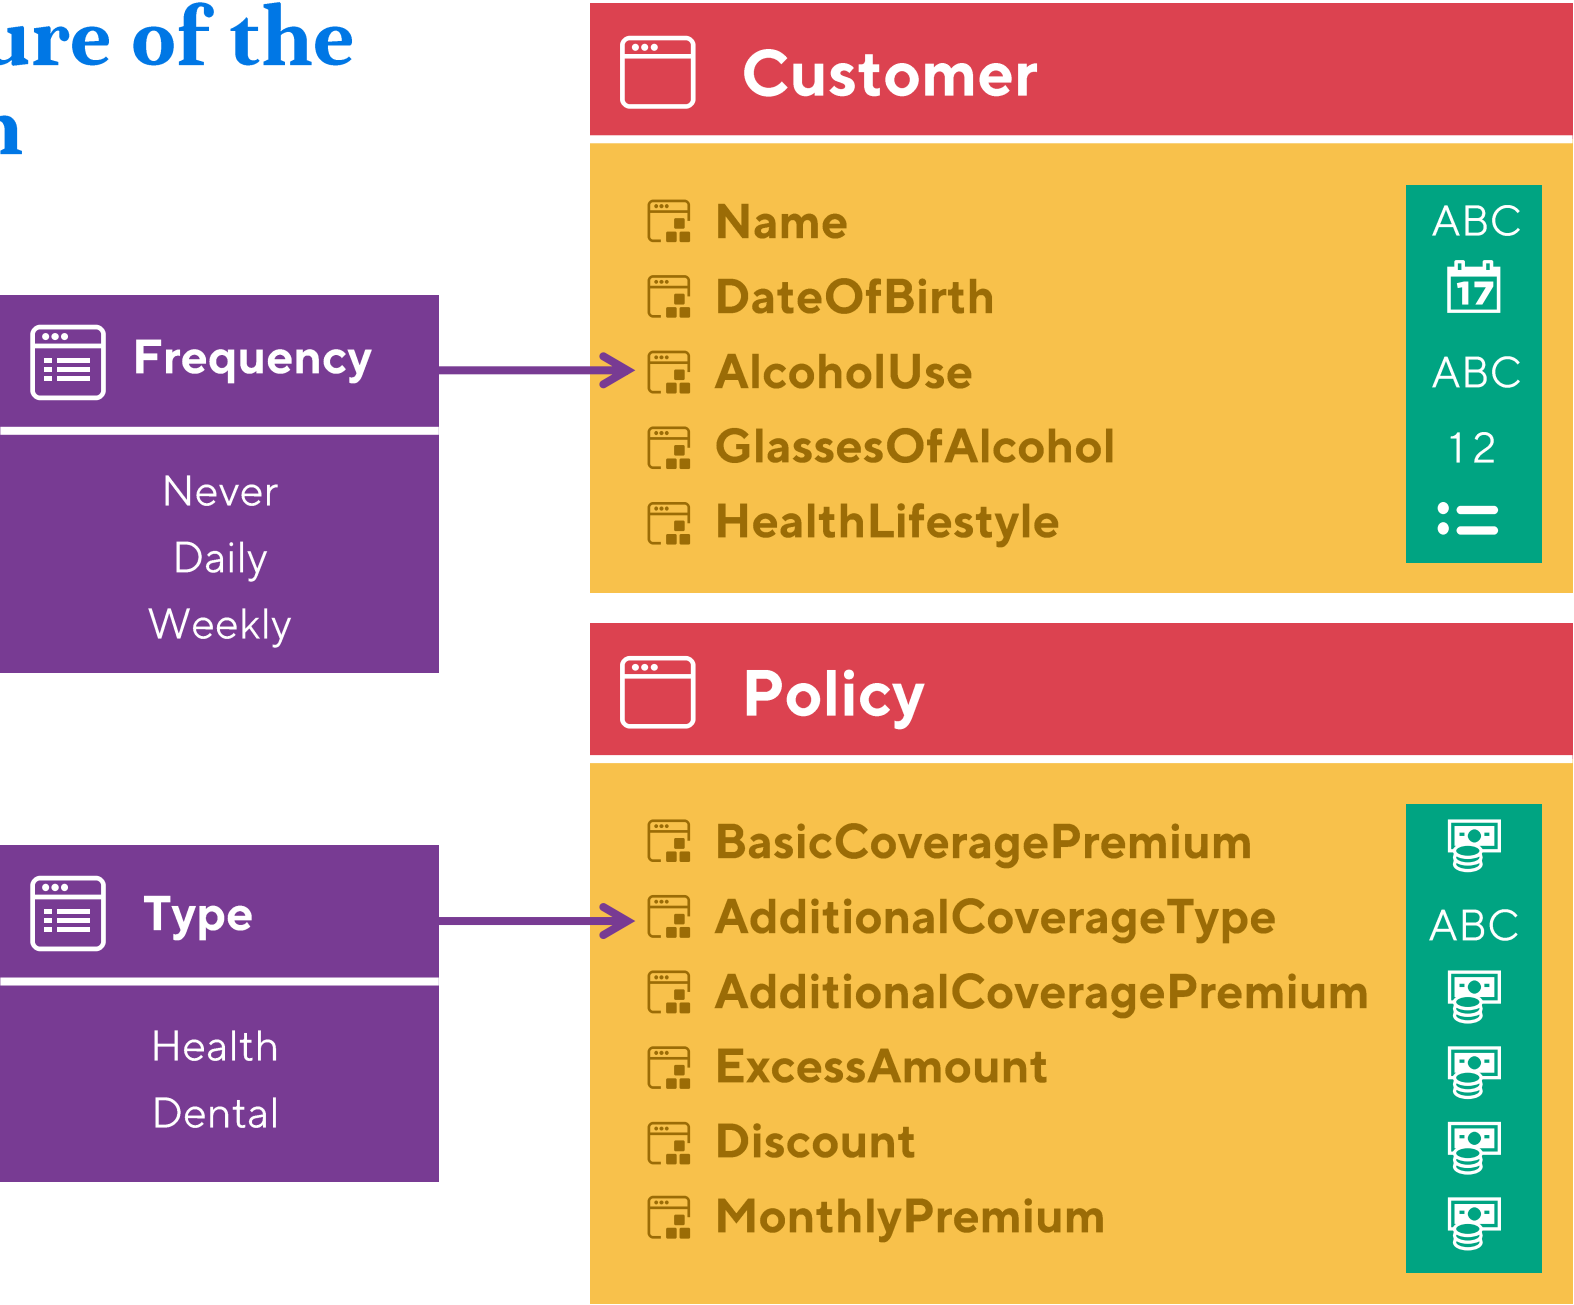 ure of the
n
Customer
Name ABC
DateOfBirth 17
AlcoholUse ABC
GlassesOfAlcohol 12
HealthLifestyle
Frequency
Never
Daily
Weekly
Policy
BasicCoveragePremium
AdditionalCoverageType ABC
AdditionalCoveragePremium
ExcessAmount
Discount
MonthlyPremium
Type
Health
Dental